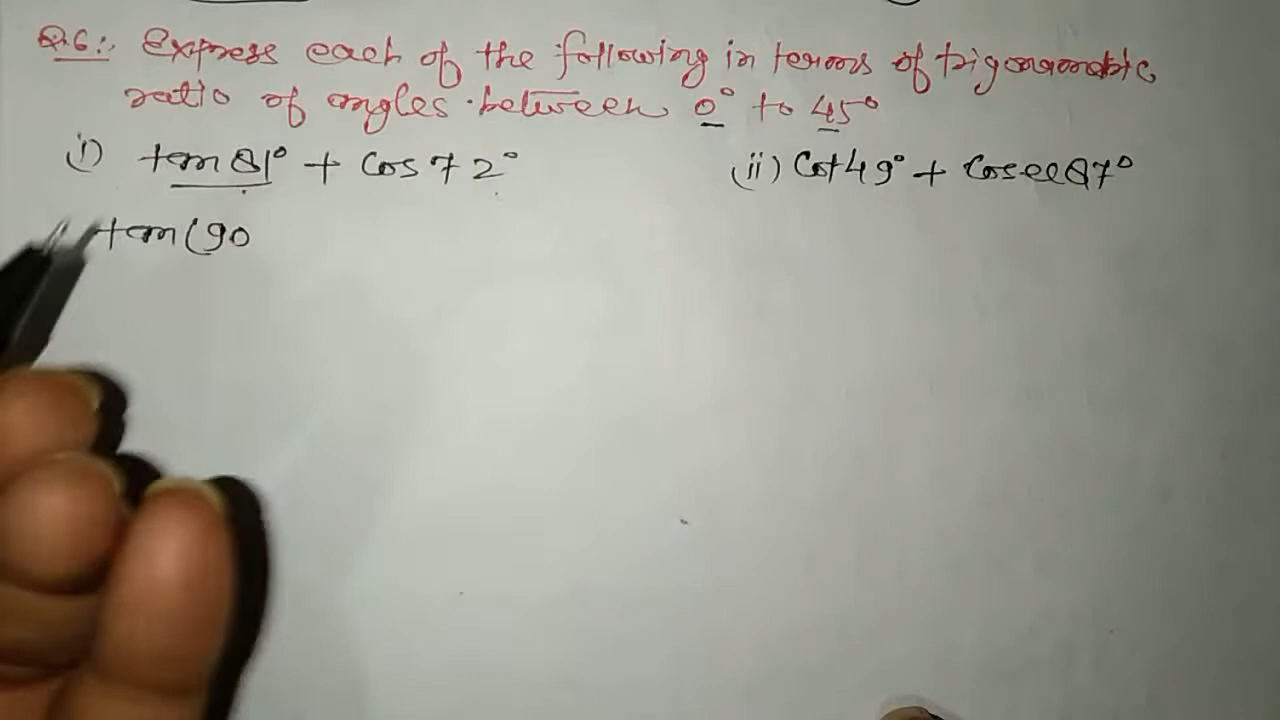 Q.6:. Express each of the following in terms of trigonometric
ratio of angles between 0° to 45°
i) tan 81° + Cos 72°
(ii) Cot 49° + Cosec 87°
tan (90